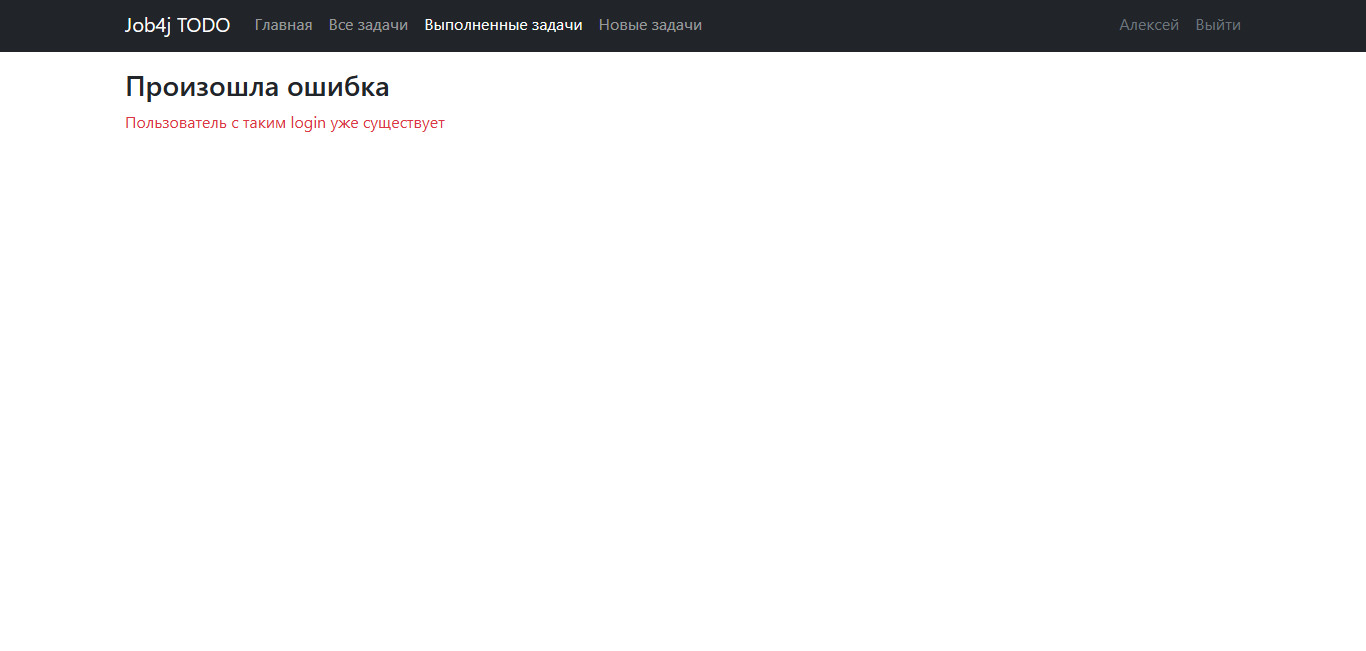 Job4j TODO Главная Все задачи Выполненные задачи Новые задачи Алексей Выйти
Произошла ошибка
Пользователь с таким login уже существует